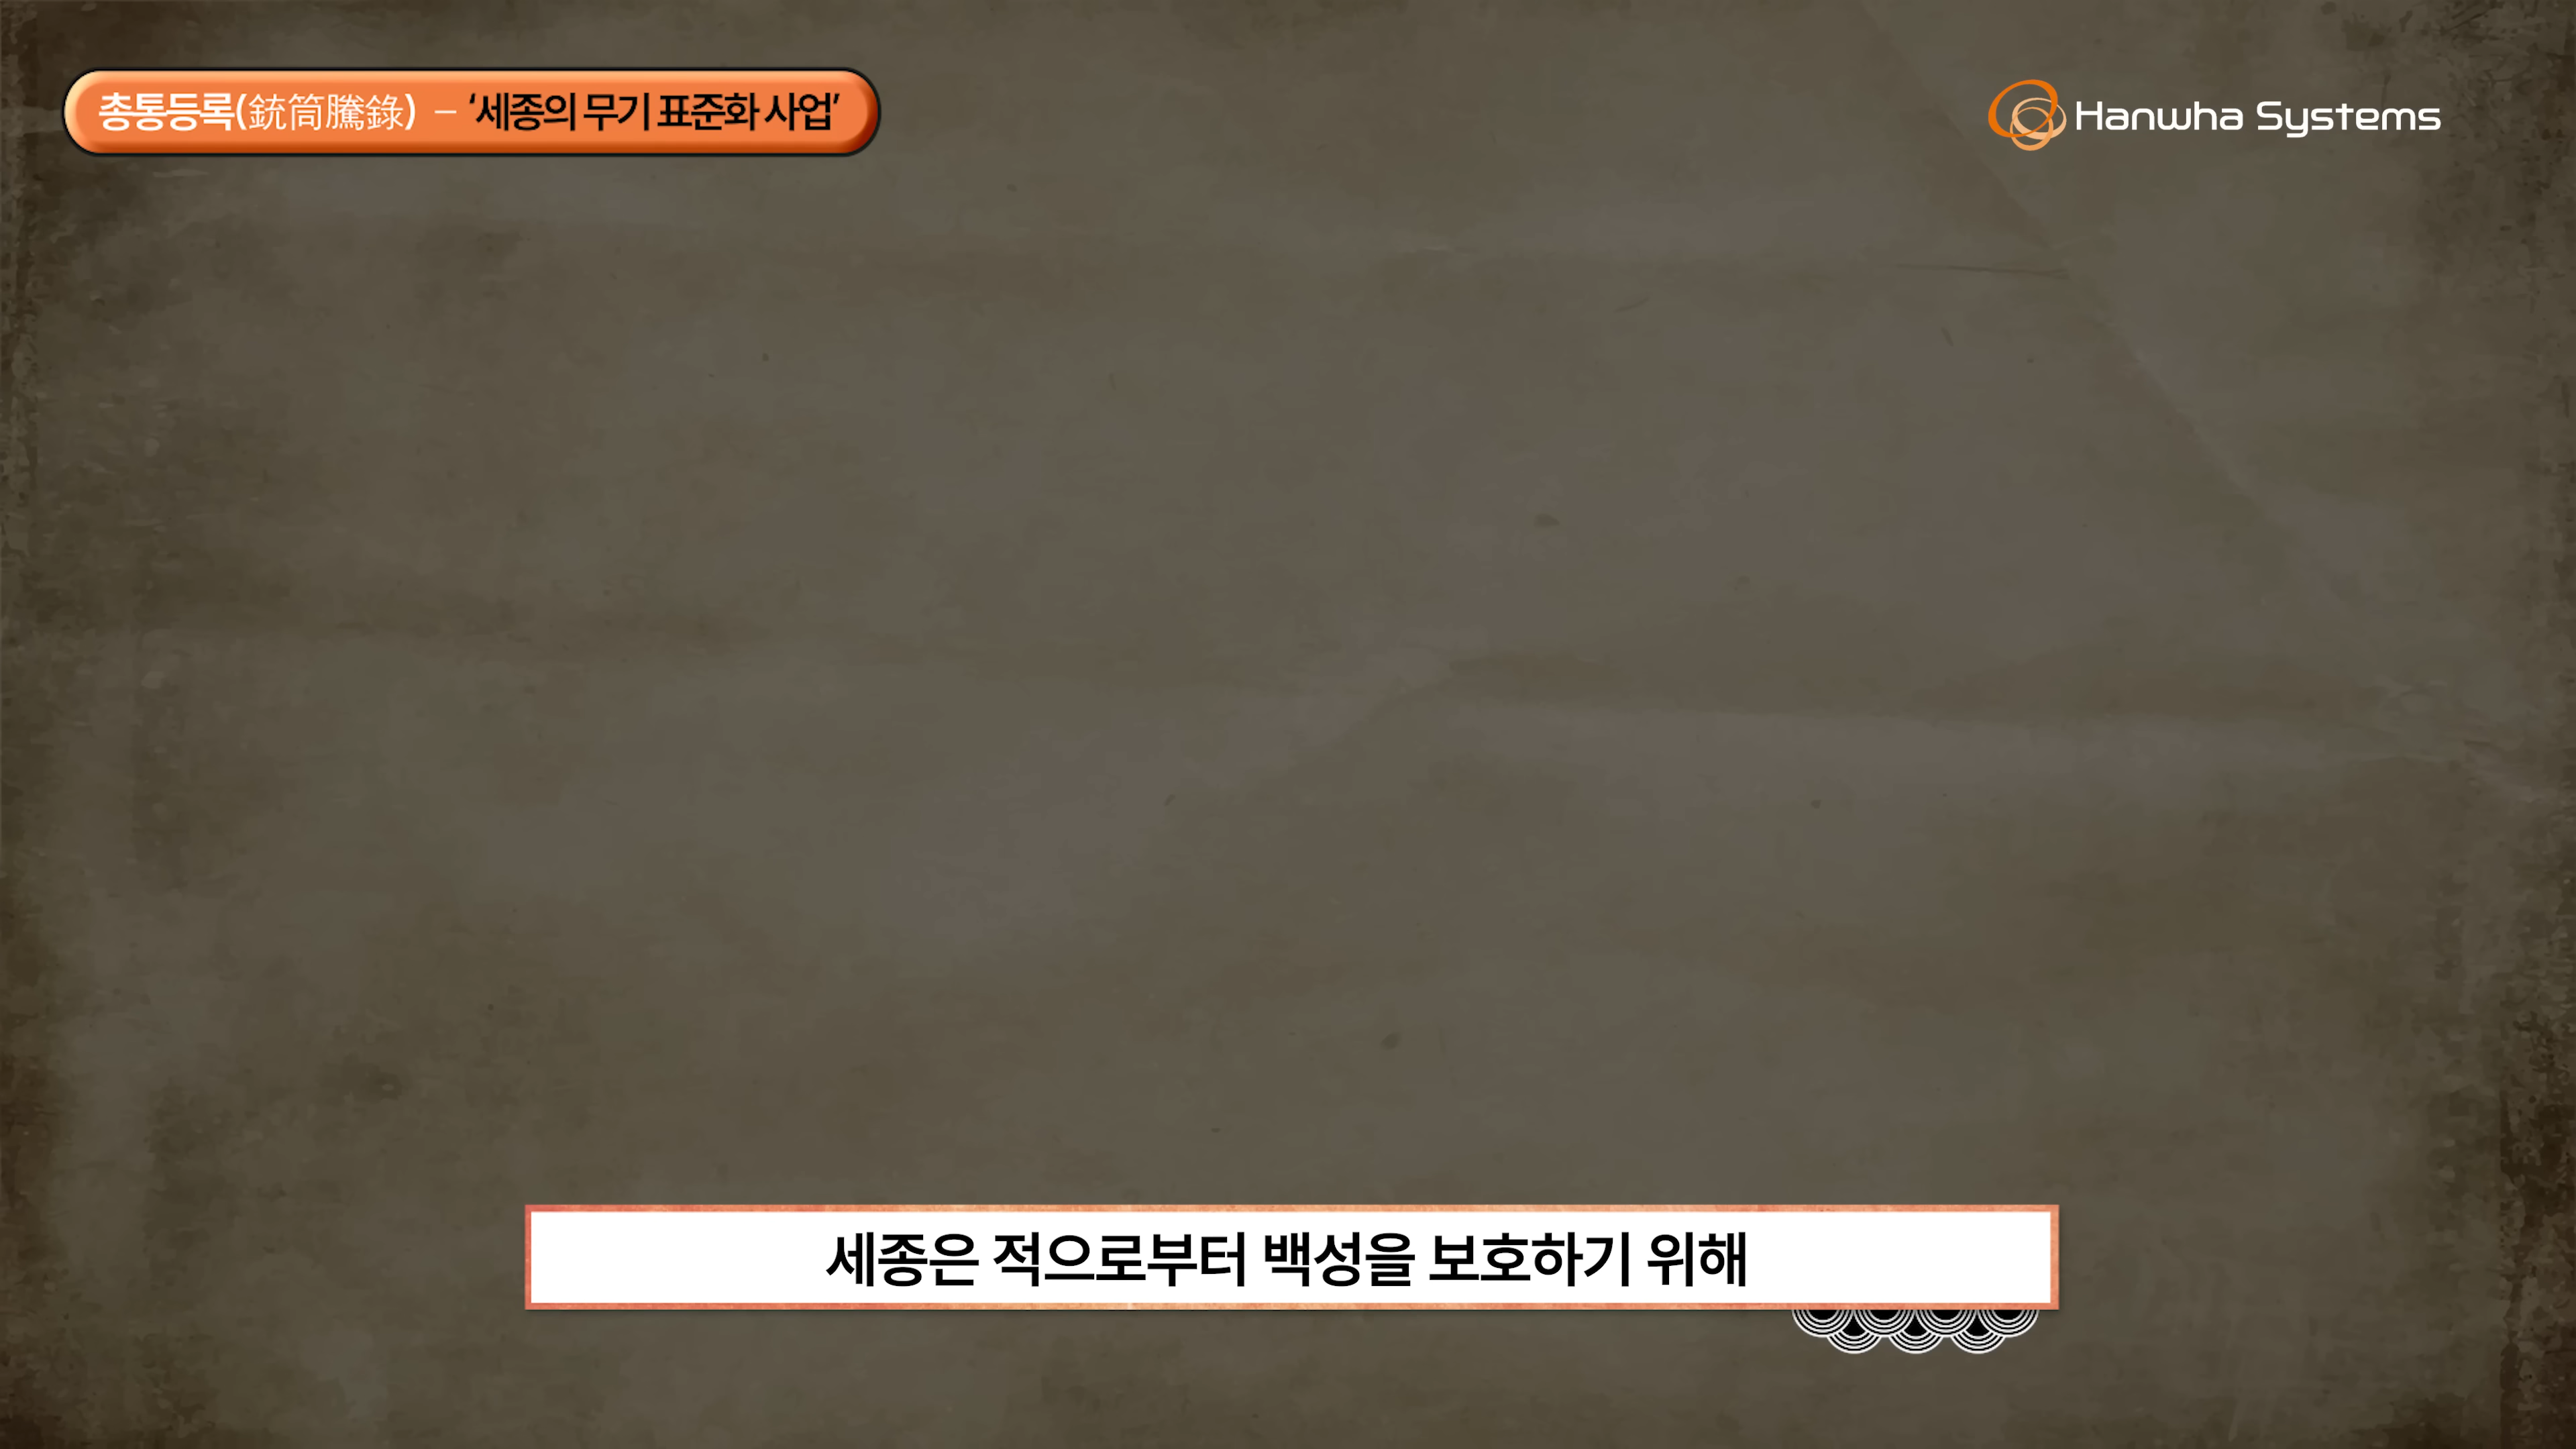 총통등록(銃筒騰錄) – ‘세종의 무기 표준화 사업’
Hanwha Systems
세종은 적으로부터 백성을 보호하기 위해